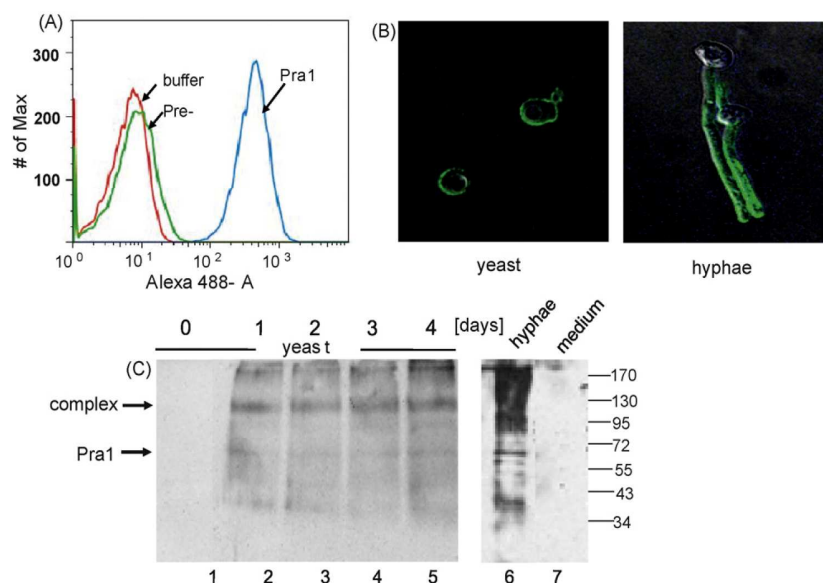 (A)
300
200
100
# of Max
buffer
Pre-
Pra1
10^0 10^1 10^2 10^3
Alexa 488- A
(B)
yeast
hyphae
0 1 2 3 4 [days]
yeas t
hyphae
medium
(C)
complex
Pra1
170
130
95
72
55
43
34
1 2 3 4 5 6 7